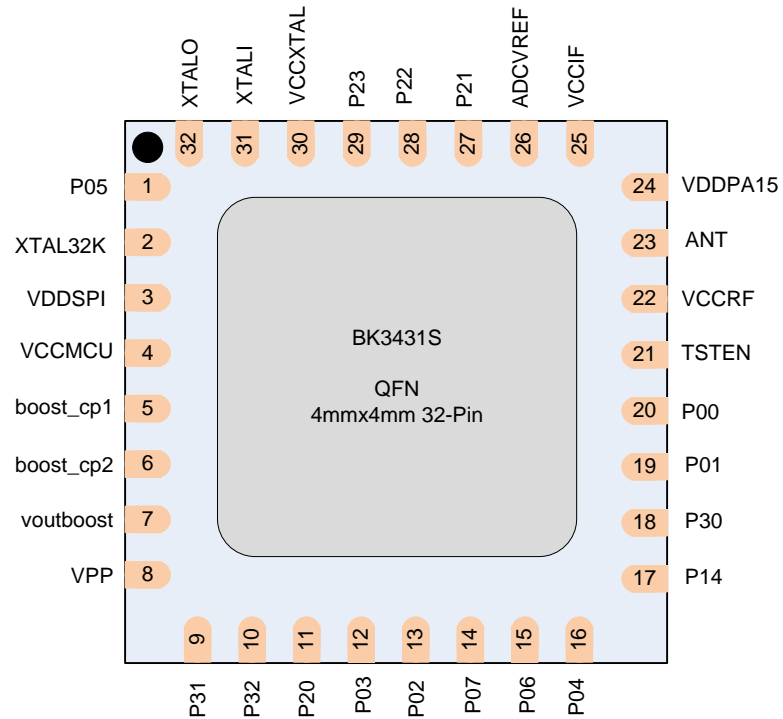 XTALO
XTALI
VCCXTAL
P23
P22
P21
ADCVREF
VCCIF
32
31
30
29
28
27
26
25
P05
1
XTAL32K
2
VDDSPI
3
VCCMCU
4
boost_cp1
5
boost_cp2
6
voutboost
7
VPP
8
BK3431S
QFN
4mmx4mm 32-Pin
24
VDDPA15
23
ANT
22
VCCRF
21
TSTEN
20
P00
19
P01
18
P30
17
P14
9
10
11
12
13
14
15
16
P31
P32
P20
P03
P02
P07
P06
P04